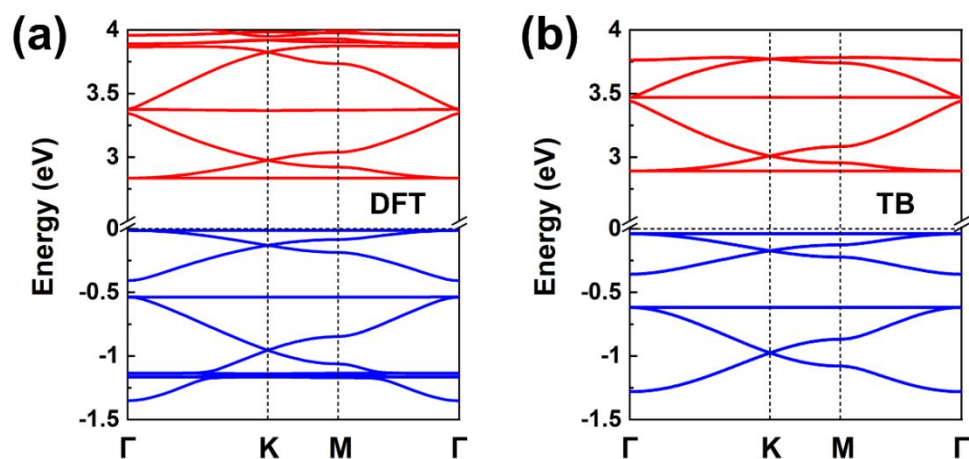 (a)
4
3.5
3
0
-0.5
-1
-1.5
Energy (eV)
DFT
Γ K M Γ
(b)
4
3.5
3
0
-0.5
-1
-1.5
Energy (eV)
TB
Γ K M Γ